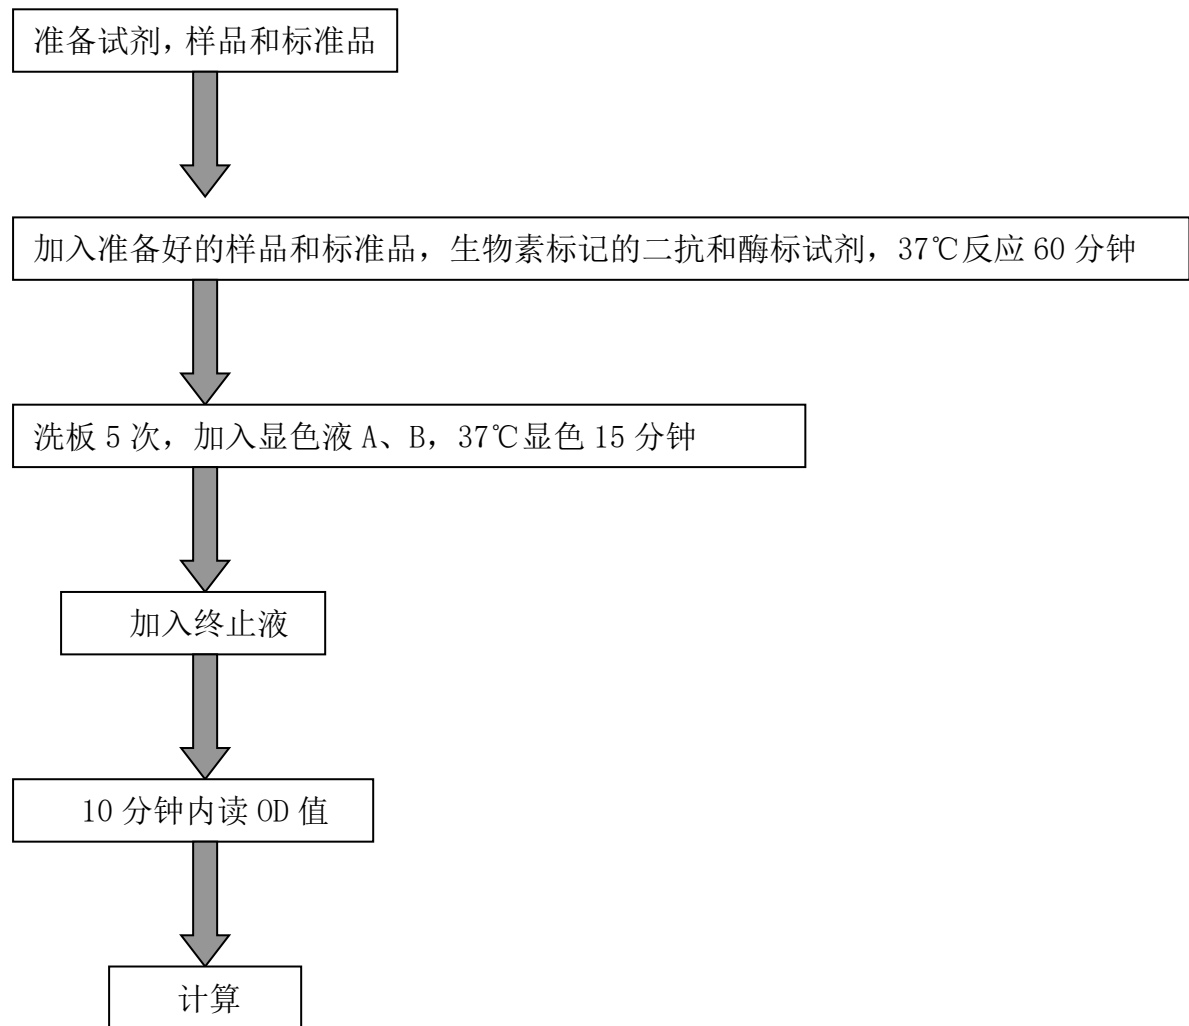 准备试剂，样品和标准品
加入准备好的样品和标准品，生物素标记的二抗和酶标试剂，37℃反应 60 分钟
洗板 5 次，加入显色液 A、B，37℃显色 15 分钟
加入终止液
10 分钟内读 OD 值
计算